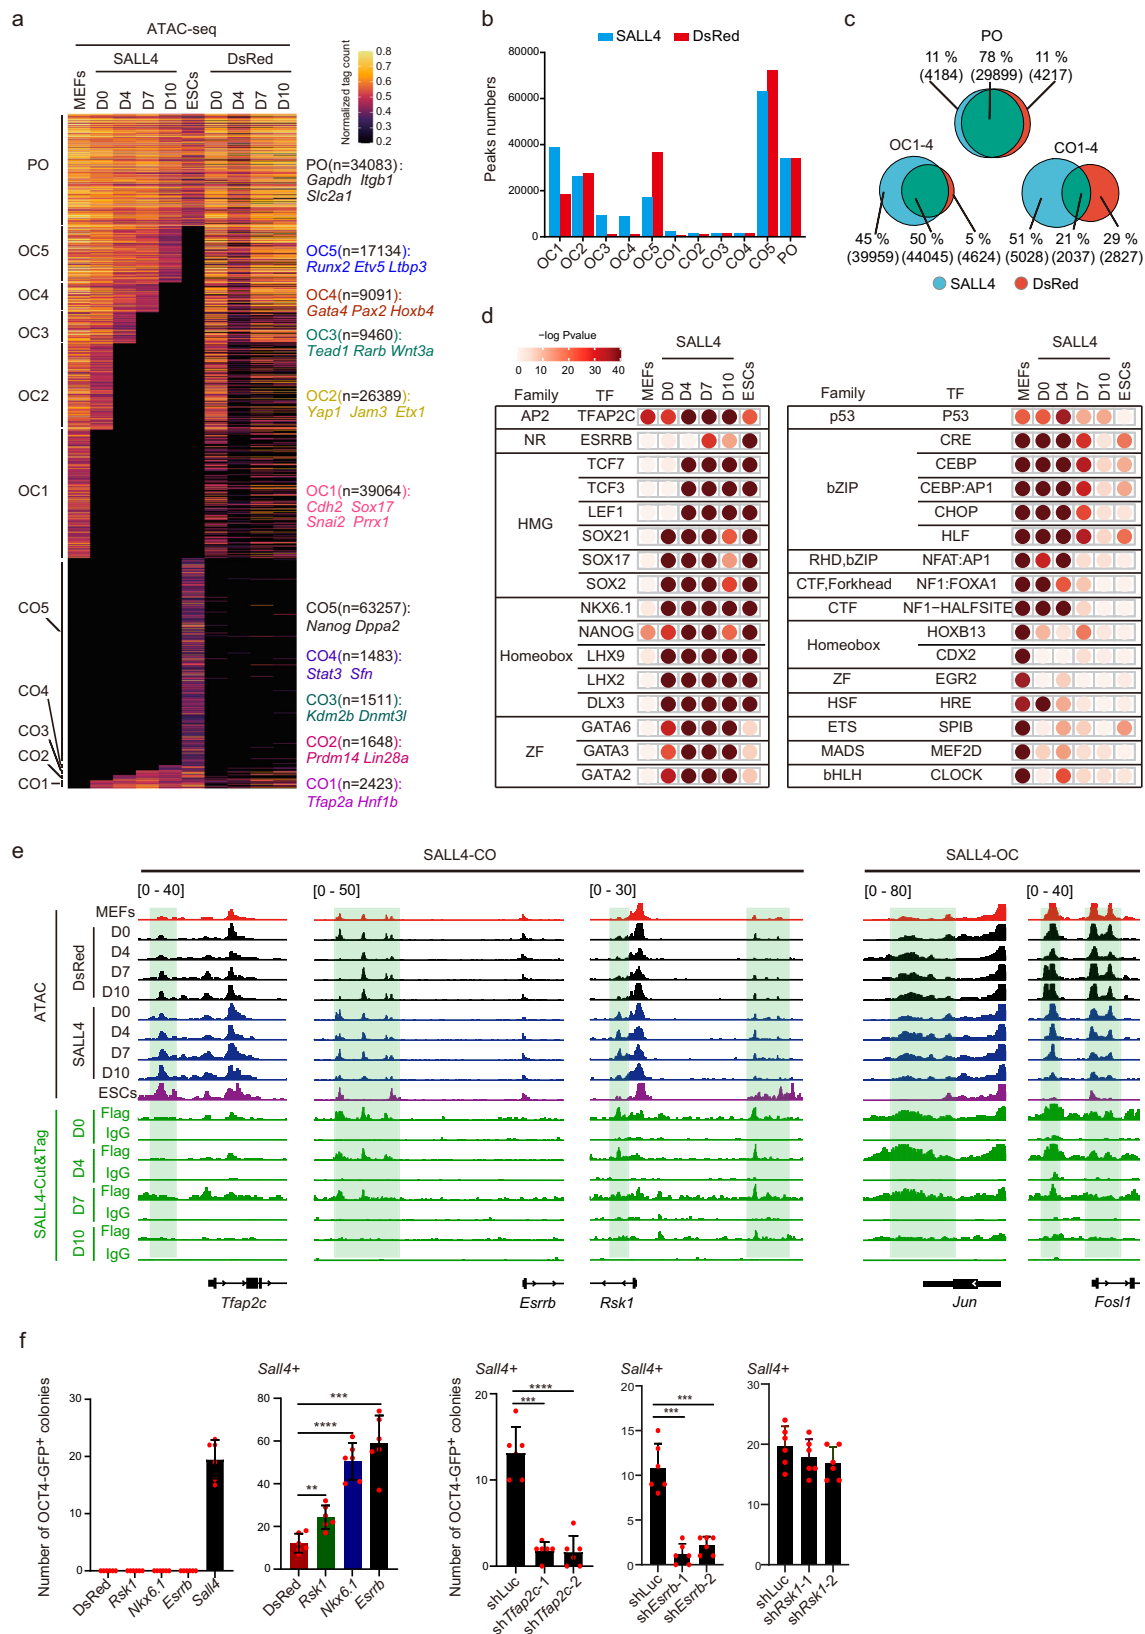 a
ATAC-seq
SALL4
DsRed
MEFs
D0
D4
D7
D10
ESCs
D0
D4
D7
D10
Normalized tag count
0.8
0.7
0.6
0.5
0.4
0.3
0.2
PO
OC5
OC4
OC3
OC2
OC1
CO5
CO4
CO3
CO2
CO1
PO(n=34083):
Gapdh Itgb1
Slc2a1
OC5(n=17134):
Runx2 Etv5 Ltbp3
OC4(n=9091):
Gata4 Pax2 Hoxb4
OC3(n=9460):
Tead1 Rarb Wnt3a
OC2(n=26389):
Yap1 Jam3 Etx1
OC1(n=39064):
Cdh2 Sox17
Snai2 Prrx1
CO5(n=63257):
Nanog Dppa2
CO4(n=1483):
Stat3 Sfn
CO3(n=1511):
Kdm2b Dnmt3l
CO2(n=1648):
Prdm14 Lin28a
CO1(n=2423):
Tfap2a Hnf1b
b
SALL4 DsRed
Peaks numbers
80000
60000
40000
20000
0
OC1
OC2
OC3
OC4
OC5
CO1
CO2
CO3
CO4
CO5
PO
c
PO
11 % 78 % 11 %
(4184) (29899) (4217)
OC1-4
CO1-4
45 % 50 % 5 % 51 % 21 % 29 %
(39959) (44045) (4624) (5028) (2037) (2827)
SALL4 DsRed
d
−log Pvalue
0 10 20 30 40
SALL4
Family TF
MEFs
D0
D4
D7
D10
ESCs
AP2 TFAP2C
NR ESRRB
HMG
TCF7
TCF3
LEF1
SOX21
SOX17
SOX2
Homeobox
NKX6.1
NANOG
LHX9
LHX2
DLX3
ZF
GATA6
GATA3
GATA2
SALL4
Family TF
MEFs
D0
D4
D7
D10
ESCs
p53 P53
bZIP
CRE
CEBP
CEBP:AP1
CHOP
HLF
RHD,bZIP NFAT:AP1
CTF,Forkhead NF1:FOXA1
CTF NF1−HALFSITE
Homeobox
HOXB13
CDX2
ZF EGR2
HSF HRE
ETS SPIB
MADS MEF2D
bHLH CLOCK
e
SALL4-CO
SALL4-OC
[0 - 40] [0 - 50] [0 - 30] [0 - 80] [0 - 40]
ATAC
MEFs
DsRed
D0
D4
D7
D10
SALL4
D0
D4
D7
D10
ESCs
SALL4-Cut&Tag
D0
Flag
IgG
D4
Flag
IgG
D7
Flag
IgG
D10
Flag
IgG
Tfap2c Esrrb Rsk1 Jun Fosl1
f
Number of OCT4-GFP+ colonies
30
20
10
0
DsRed
Rsk1
Nkx6.1
Esrrb
Sall4
Sall4+
80
60
40
20
0
***
****
**
DsRed
Rsk1
Nkx6.1
Esrrb
Number of OCT4-GFP+ colonies
Sall4+
20
10
0
****
***
shLuc
shTfap2c-1
shTfap2c-2
Sall4+
20
15
10
5
0
***
***
shLuc
shEsrrb-1
shEsrrb-2
Sall4+
30
20
10
0
shLuc
shRsk1-1
shRsk1-2